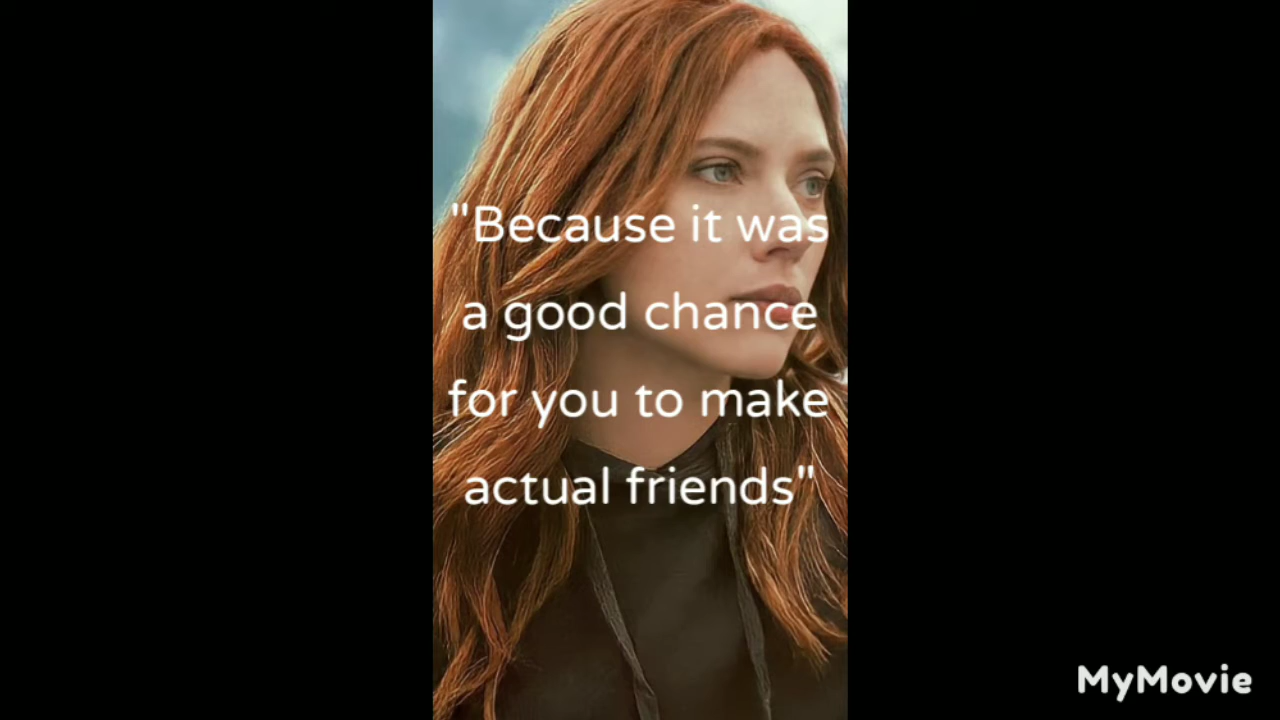 "Because it was
a good chance
for you to make
actual friends"
MyMovie